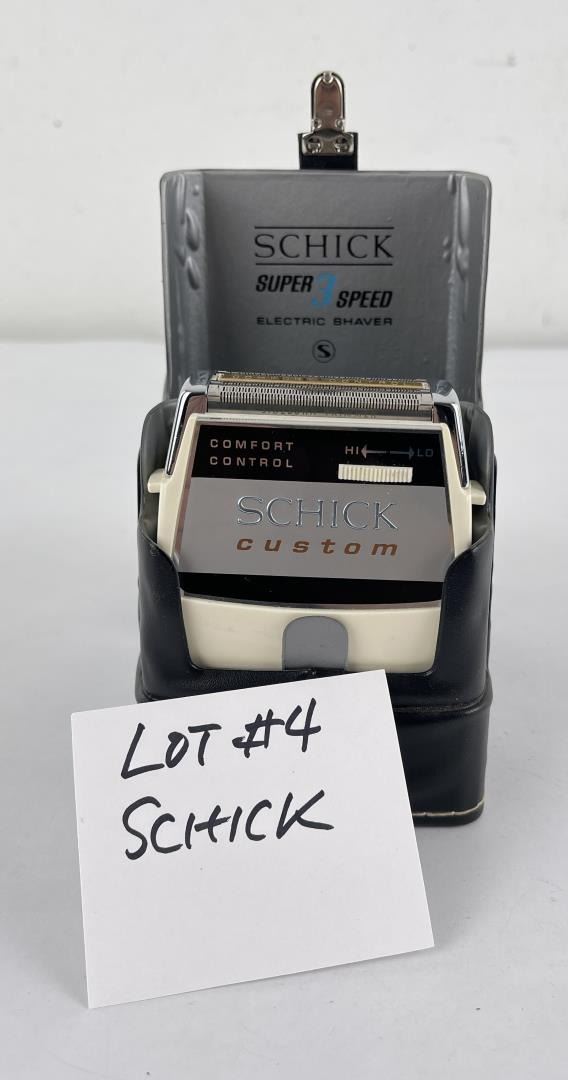 SCHICK
SUPER 3 SPEED
ELECTRIC SHAVER
S
COMFORT
CONTROL
HI LO
SCHICK
custom
LOT #4
SCHICK